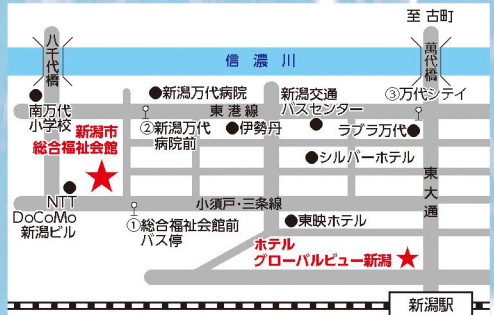 至 古町
八千代橋
信濃川
萬代橋
新潟万代病院
新潟交通
バスセンター
③万代シテイ
南万代
小学校
東港線
②新潟万代
病院前
伊勢丹
ラブラ万代
新潟市
総合福祉会館
シルバーホテル
東大通
NTT
DoCoMo
新潟ビル
小須戸・三条線
①総合福祉会館前
バス停
東映ホテル
ホテル
グローバルビュー新潟
新潟駅